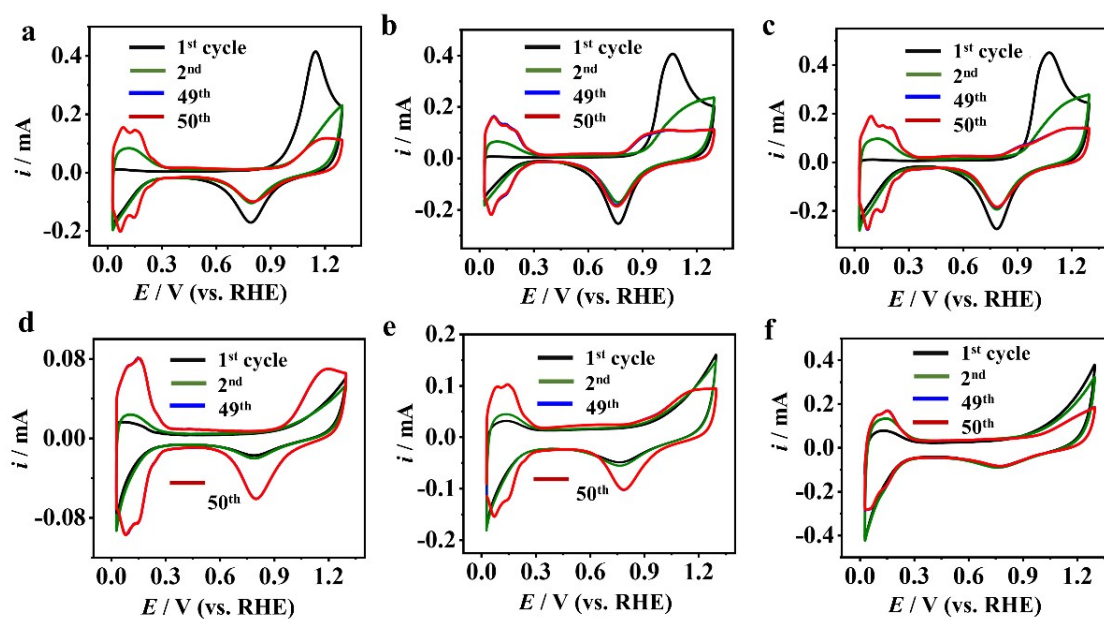 a
1st cycle
2nd
49th
50th
0.4
0.2
0.0
-0.2
i / mA
0.0 0.3 0.6 0.9 1.2
E / V (vs. RHE)
b
1st cycle
2nd
49th
50th
0.4
0.2
0.0
-0.2
i / mA
0.0 0.3 0.6 0.9 1.2
E / V (vs. RHE)
c
1st cycle
2nd
49th
50th
0.4
0.2
0.0
-0.2
i / mA
0.0 0.3 0.6 0.9 1.2
E / V (vs. RHE)
d
1st cycle
2nd
49th
50th
0.08
0.00
-0.08
i / mA
0.0 0.3 0.6 0.9 1.2
E / V (vs. RHE)
e
1st cycle
2nd
49th
50th
0.2
0.1
0.0
-0.1
-0.2
i / mA
0.0 0.3 0.6 0.9 1.2
E / V (vs. RHE)
f
1st cycle
2nd
49th
50th
0.4
0.2
0.0
-0.2
-0.4
i / mA
0.0 0.3 0.6 0.9 1.2
E / V (vs. RHE)